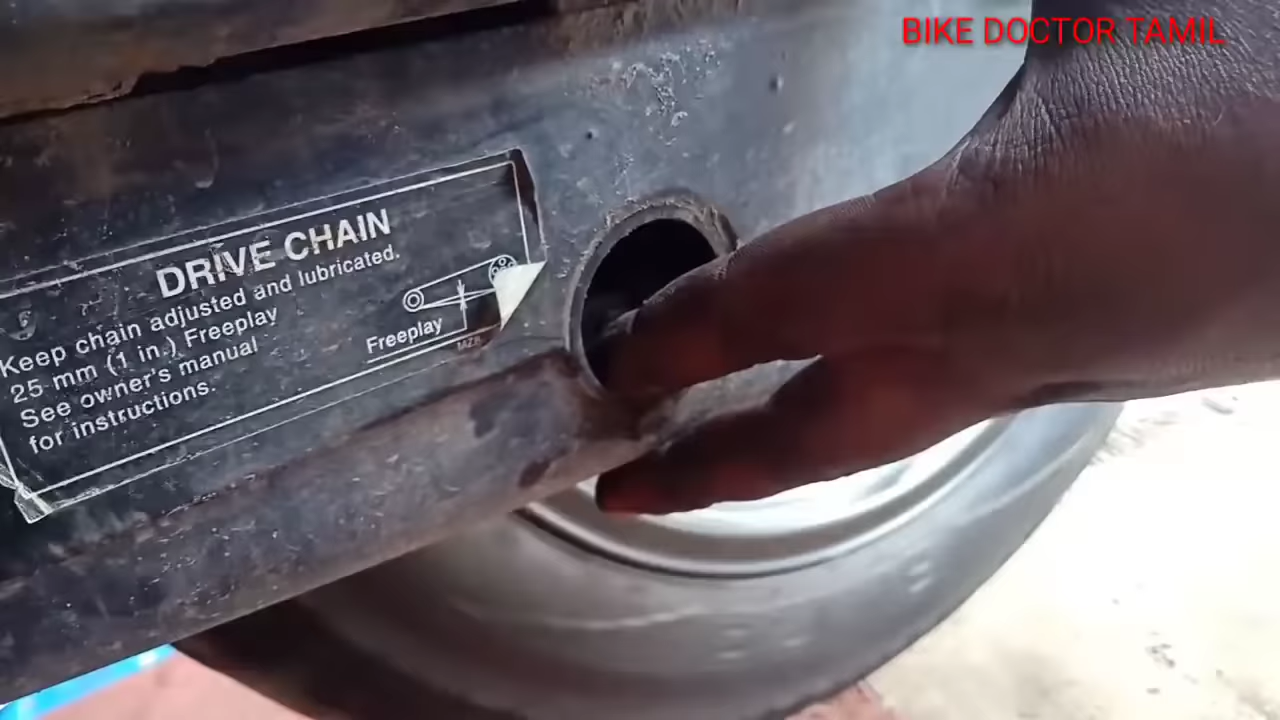 BIKE DOCTOR TAMIL
DRIVE CHAIN
Keep chain adjusted and lubricated.
25 mm (1 in.) Freeplay
See owner's manual
for instructions.
Freeplay